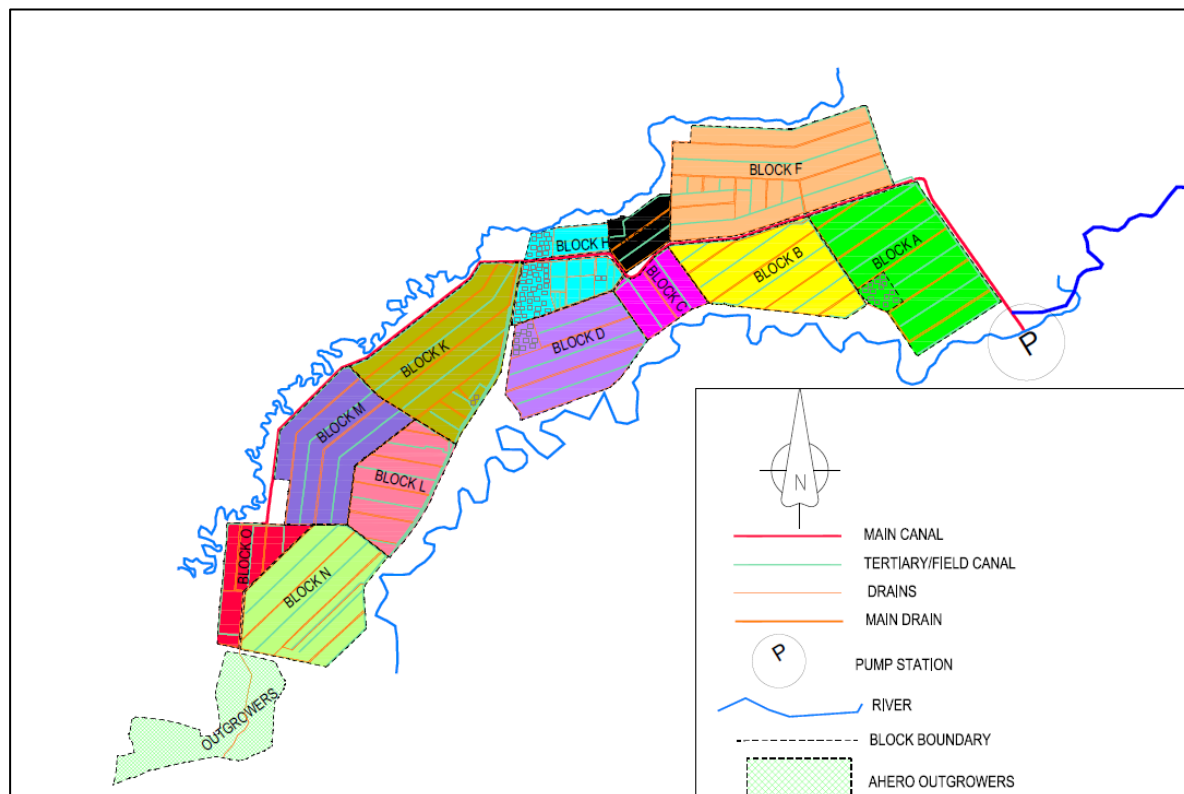 BLOCK F
BLOCK A
BLOCK H
BLOCK B
BLOCK C
BLOCK D
BLOCK K
BLOCK M
BLOCK L
BLOCK O
BLOCK N
OUTGROWERS
P
N
MAIN CANAL
TERTIARY/FIELD CANAL
DRAINS
MAIN DRAIN
P
PUMP STATION
RIVER
BLOCK BOUNDARY
AHERO OUTGROWERS